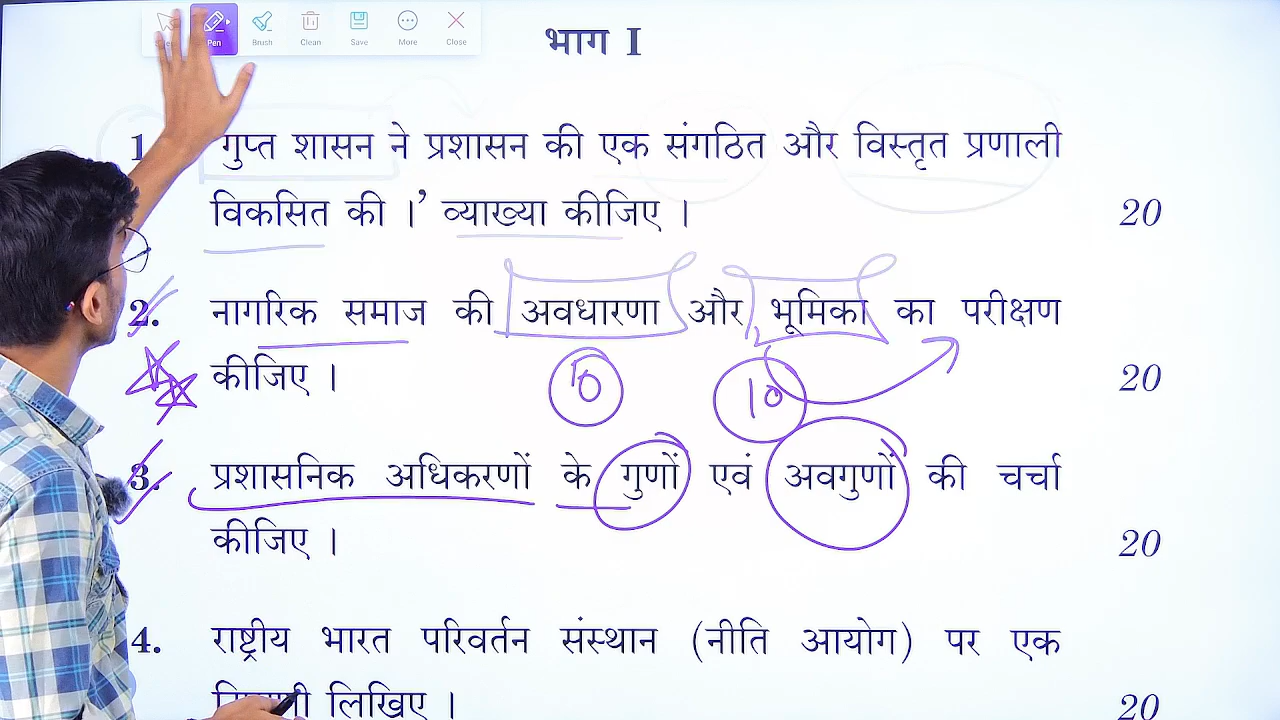 Pen Brush Clean Save More Close
भाग I
1 गुप्त शासन ने प्रशासन की एक संगठित और विस्तृत प्रणाली
विकसित की ।’ व्याख्या कीजिए । 20
2. नागरिक समाज की अवधारणा और भूमिका का परीक्षण
कीजिए । 20
10 10
3. प्रशासनिक अधिकरणों के गुणों एवं अवगुणों की चर्चा
कीजिए । 20
4. राष्ट्रीय भारत परिवर्तन संस्थान (नीति आयोग) पर एक
लिखिए । 20